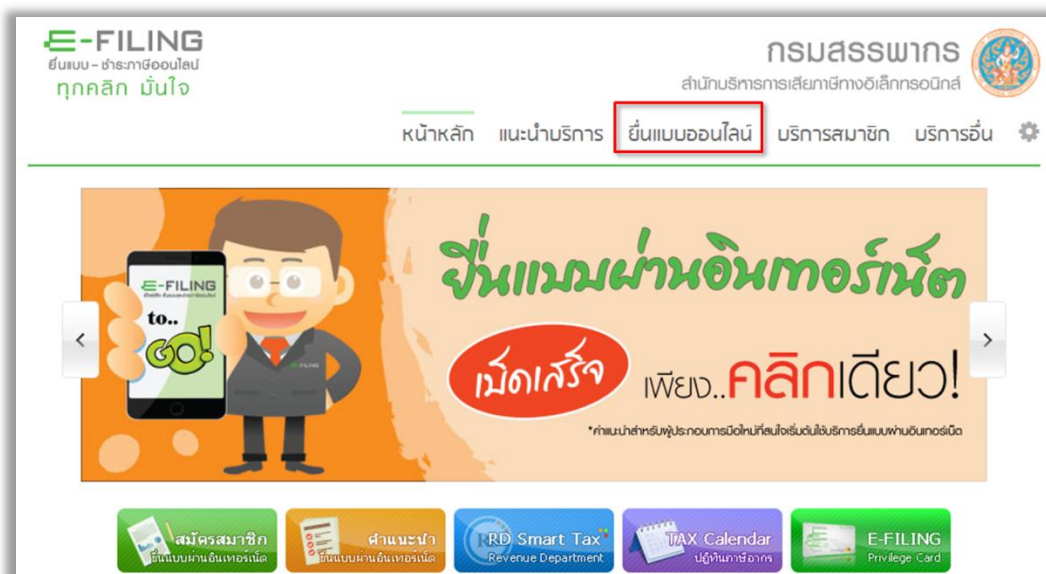 E-FILING
ยื่นแบบ - ชำระภาษีออนไลน์
ทุกคลิก มั่นใจ
กรมสรรพากร
สำนักบริหารการเสียภาษีทางอิเล็กทรอนิกส์
หน้าหลัก แนะนำบริการ ยื่นแบบออนไลน์ บริการสมาชิก บริการอื่น
E-FILING
to..
GO!
ยื่นแบบผ่านอินเทอร์เน็ต
เบ็ดเสร็จ
เพียง..คลิกเดียว!
*คำแนะนำสำหรับผู้ประกอบการมือใหม่ที่สนใจเริ่มต้นใช้บริการยื่นแบบผ่านอินเทอร์เน็ต
สมัครสมาชิก
ยื่นแบบผ่านอินเทอร์เน็ต
คำแนะนำ
ยื่นแบบผ่านอินเทอร์เน็ต
RD Smart Tax
Revenue Department
TAX Calendar
ปฏิทินภาษีอากร
E-FILING
Privilege Card